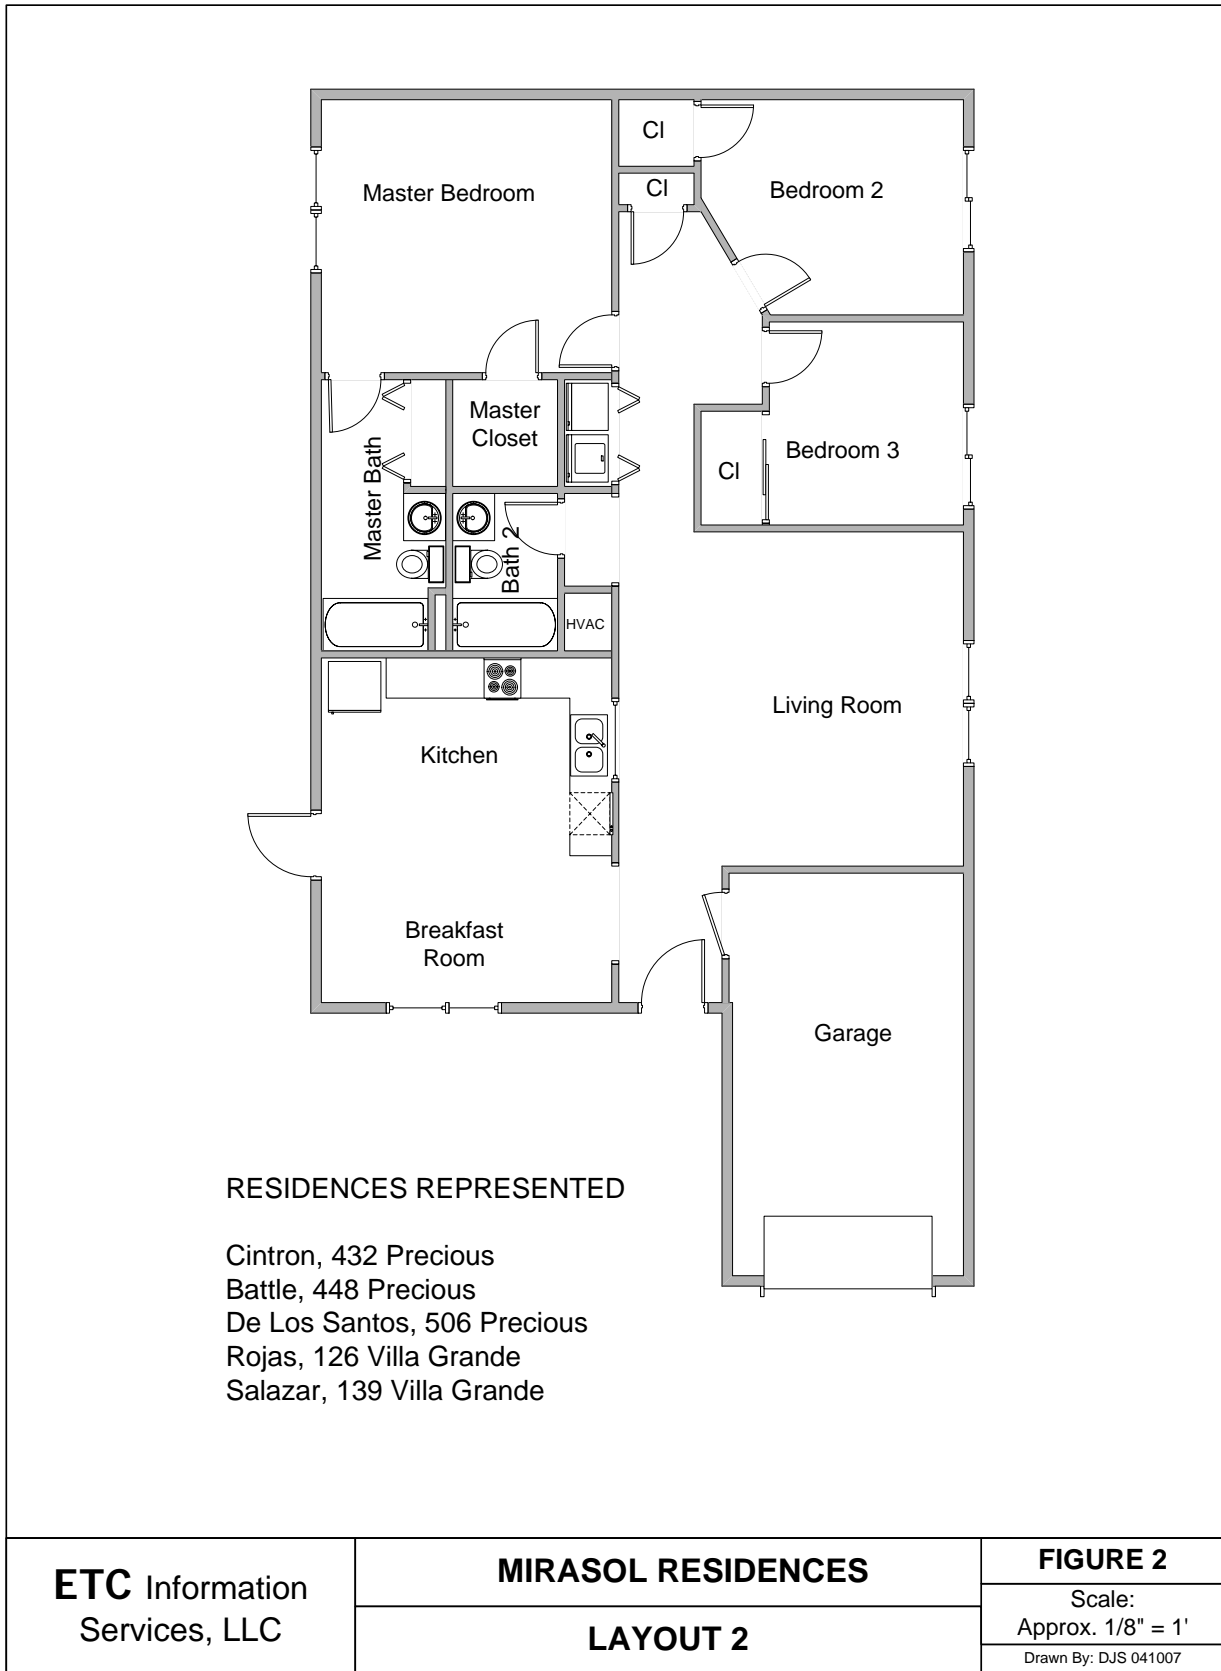 Cl
Cl
Master Bedroom
Bedroom 2
Master
Closet
Master Bath
Bedroom 3
Cl
Bath 2
HVAC
Living Room
Kitchen
Breakfast
Room
Garage
RESIDENCES REPRESENTED
Cintron, 432 Precious
Battle, 448 Precious
De Los Santos, 506 Precious
Rojas, 126 Villa Grande
Salazar, 139 Villa Grande
ETC Information
Services, LLC
MIRASOL RESIDENCES
LAYOUT 2
FIGURE 2
Scale:
Approx. 1/8" = 1'
Drawn By: DJS 041007